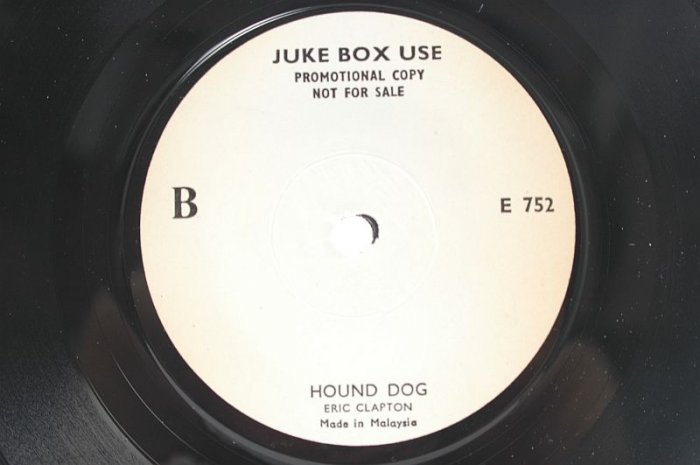 JUKE BOX USE
PROMOTIONAL COPY
NOT FOR SALE
B
E 752
HOUND DOG
ERIC CLAPTON
Made in Malaysia